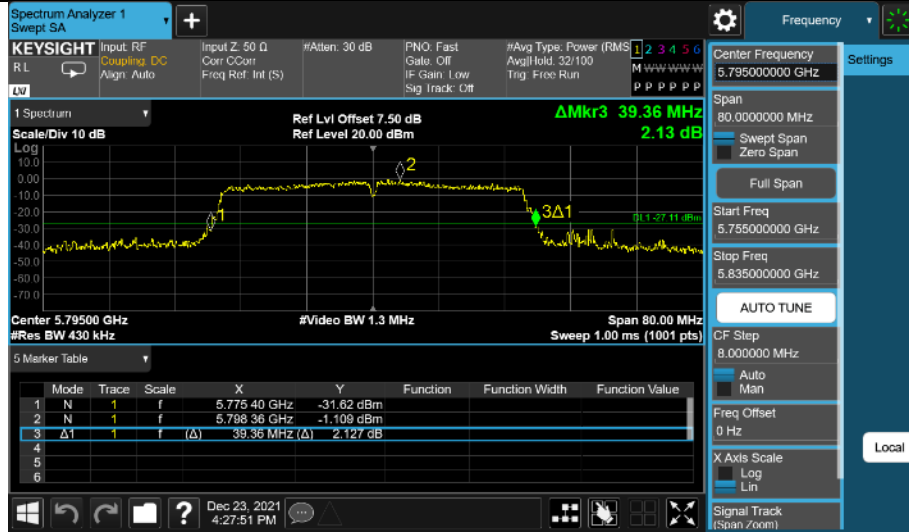 Spectrum Analyzer 1
Swept SA
+
Frequency
KEYSIGHT
RL
LXI
Input: RF
Coupling: DC
Align: Auto
Input Z: 50 Ω
Corr CCorr
Freq Ref: Int (S)
#Atten: 30 dB
PNO: Fast
Gate: Off
IF Gain: Low
Sig Track: Off
#Avg Type: Power (RMS
Avg|Hold: 32/100
Trig: Free Run
1 2 3 4 5 6
M W W W W W
P P P P P P
1 Spectrum
Scale/Div 10 dB
Ref Lvl Offset 7.50 dB
Ref Level 20.00 dBm
ΔMkr3 39.36 MHz
2.13 dB
Log
10.0
0.00
-10.0
-20.0
-30.0
-40.0
-50.0
-60.0
-70.0
1
2
3Δ1
DL1 -27.11 dBm
Center 5.79500 GHz
#Res BW 430 kHz
#Video BW 1.3 MHz
Span 80.00 MHz
Sweep 1.00 ms (1001 pts)
5 Marker Table
Mode Trace Scale X Y Function Function Width Function Value
1 N 1 f 5.775 40 GHz -31.62 dBm
2 N 1 f 5.798 36 GHz -1.109 dBm
3 Δ1 1 f (Δ) 39.36 MHz (Δ) 2.127 dB
4
5
6
?
Dec 23, 2021
4:27:51 PM
Center Frequency
5.795000000 GHz
Span
80.0000000 MHz
Swept Span
Zero Span
Full Span
Start Freq
5.755000000 GHz
Stop Freq
5.835000000 GHz
AUTO TUNE
CF Step
8.000000 MHz
Auto
Man
Freq Offset
0 Hz
X Axis Scale
Log
Lin
Signal Track
(Span Zoom)
Settings
Local